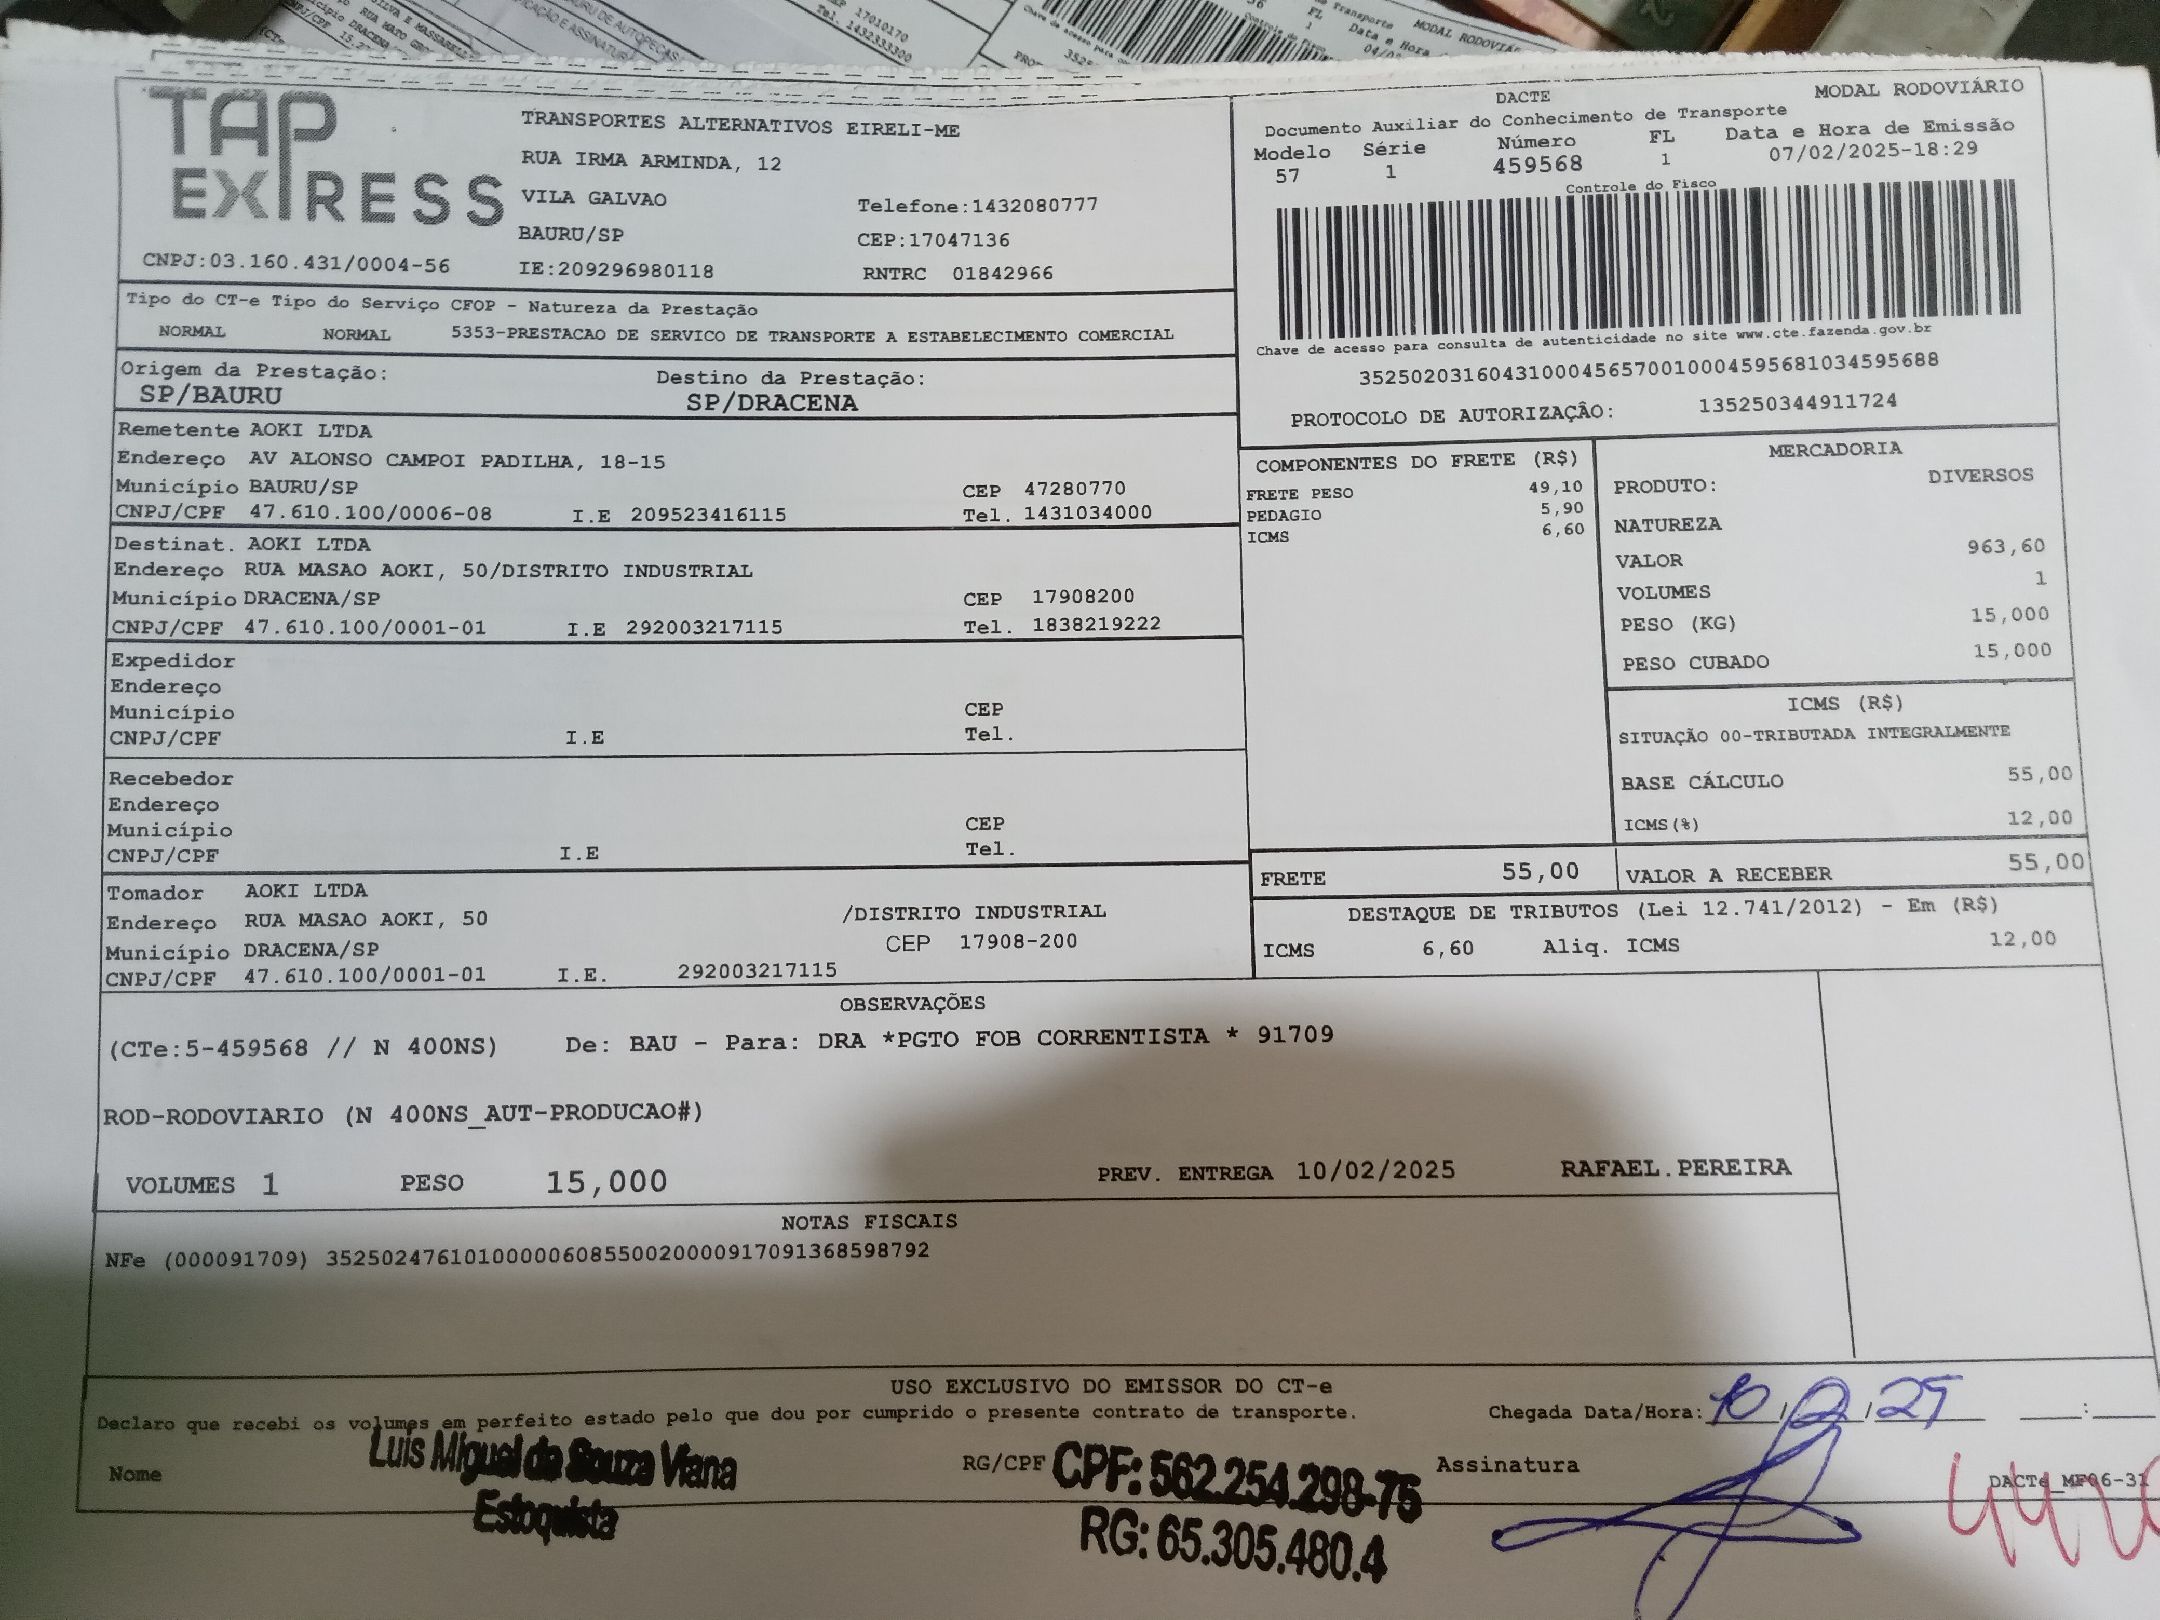 TAP EXPRESS
CNPJ:03.160.431/0004-56
TRANSPORTES ALTERNATIVOS EIRELI-ME
RUA IRMA ARMINDA, 12
VILA GALVAO Telefone:1432080777
BAURU/SP CEP:17047136
IE:209296980118 RNTRC 01842966
DACTE MODAL RODOVIÁRIO
Documento Auxiliar do Conhecimento de Transporte
Modelo Série Número FL Data e Hora de Emissão
57 1 459568 1 07/02/2025-18:29
Controle do Fisco
Chave de acesso para consulta de autenticidade no site www.cte.fazenda.gov.br
35250203160431000456570010004595681034595688
PROTOCOLO DE AUTORIZAÇÂO: 135250344911724
Tipo do CT-e Tipo do Serviço CFOP - Natureza da Prestação
NORMAL NORMAL 5353-PRESTACAO DE SERVICO DE TRANSPORTE A ESTABELECIMENTO COMERCIAL
Origem da Prestação: Destino da Prestação:
SP/BAURU SP/DRACENA
Remetente AOKI LTDA
Endereço AV ALONSO CAMPOI PADILHA, 18-15
Município BAURU/SP CEP 47280770
CNPJ/CPF 47.610.100/0006-08 I.E 209523416115 Tel. 1431034000
Destinat. AOKI LTDA
Endereço RUA MASAO AOKI, 50/DISTRITO INDUSTRIAL
Município DRACENA/SP CEP 17908200
CNPJ/CPF 47.610.100/0001-01 I.E 292003217115 Tel. 1838219222
Expedidor
Endereço
Município CEP
CNPJ/CPF I.E Tel.
Recebedor
Endereço
Município CEP
CNPJ/CPF I.E Tel.
Tomador AOKI LTDA
Endereço RUA MASAO AOKI, 50 /DISTRITO INDUSTRIAL
Município DRACENA/SP CEP 17908-200
CNPJ/CPF 47.610.100/0001-01 I.E. 292003217115
COMPONENTES DO FRETE (R$)
FRETE PESO 49,10
PEDAGIO 5,90
ICMS 6,60
MERCADORIA
PRODUTO: DIVERSOS
NATUREZA
VALOR 963,60
VOLUMES 1
PESO (KG) 15,000
PESO CUBADO 15,000
ICMS (R$)
SITUAÇÃO 00-TRIBUTADA INTEGRALMENTE
BASE CÁLCULO 55,00
ICMS(%) 12,00
FRETE 55,00 VALOR A RECEBER 55,00
DESTAQUE DE TRIBUTOS (Lei 12.741/2012) - Em (R$)
ICMS 6,60 Aliq. ICMS 12,00
OBSERVAÇÕES
(CTe:5-459568 // N 400NS) De: BAU - Para: DRA *PGTO FOB CORRENTISTA * 91709
ROD-RODOVIARIO (N 400NS_AUT-PRODUCAO#)
VOLUMES 1 PESO 15,000 PREV. ENTREGA 10/02/2025 RAFAEL.PEREIRA
NOTAS FISCAIS
NFe (000091709) 35250247610100000608550020000917091368598792
USO EXCLUSIVO DO EMISSOR DO CT-e
Declaro que recebi os volumes em perfeito estado pelo que dou por cumprido o presente contrato de transporte. Chegada Data/Hora: 10/2/25 :
Nome Luis Miguel de Souza Viana RG/CPF CPF: 562.254.298-75 Assinatura
Estoquista RG: 65.305.480.4
DACTe_MF06-31